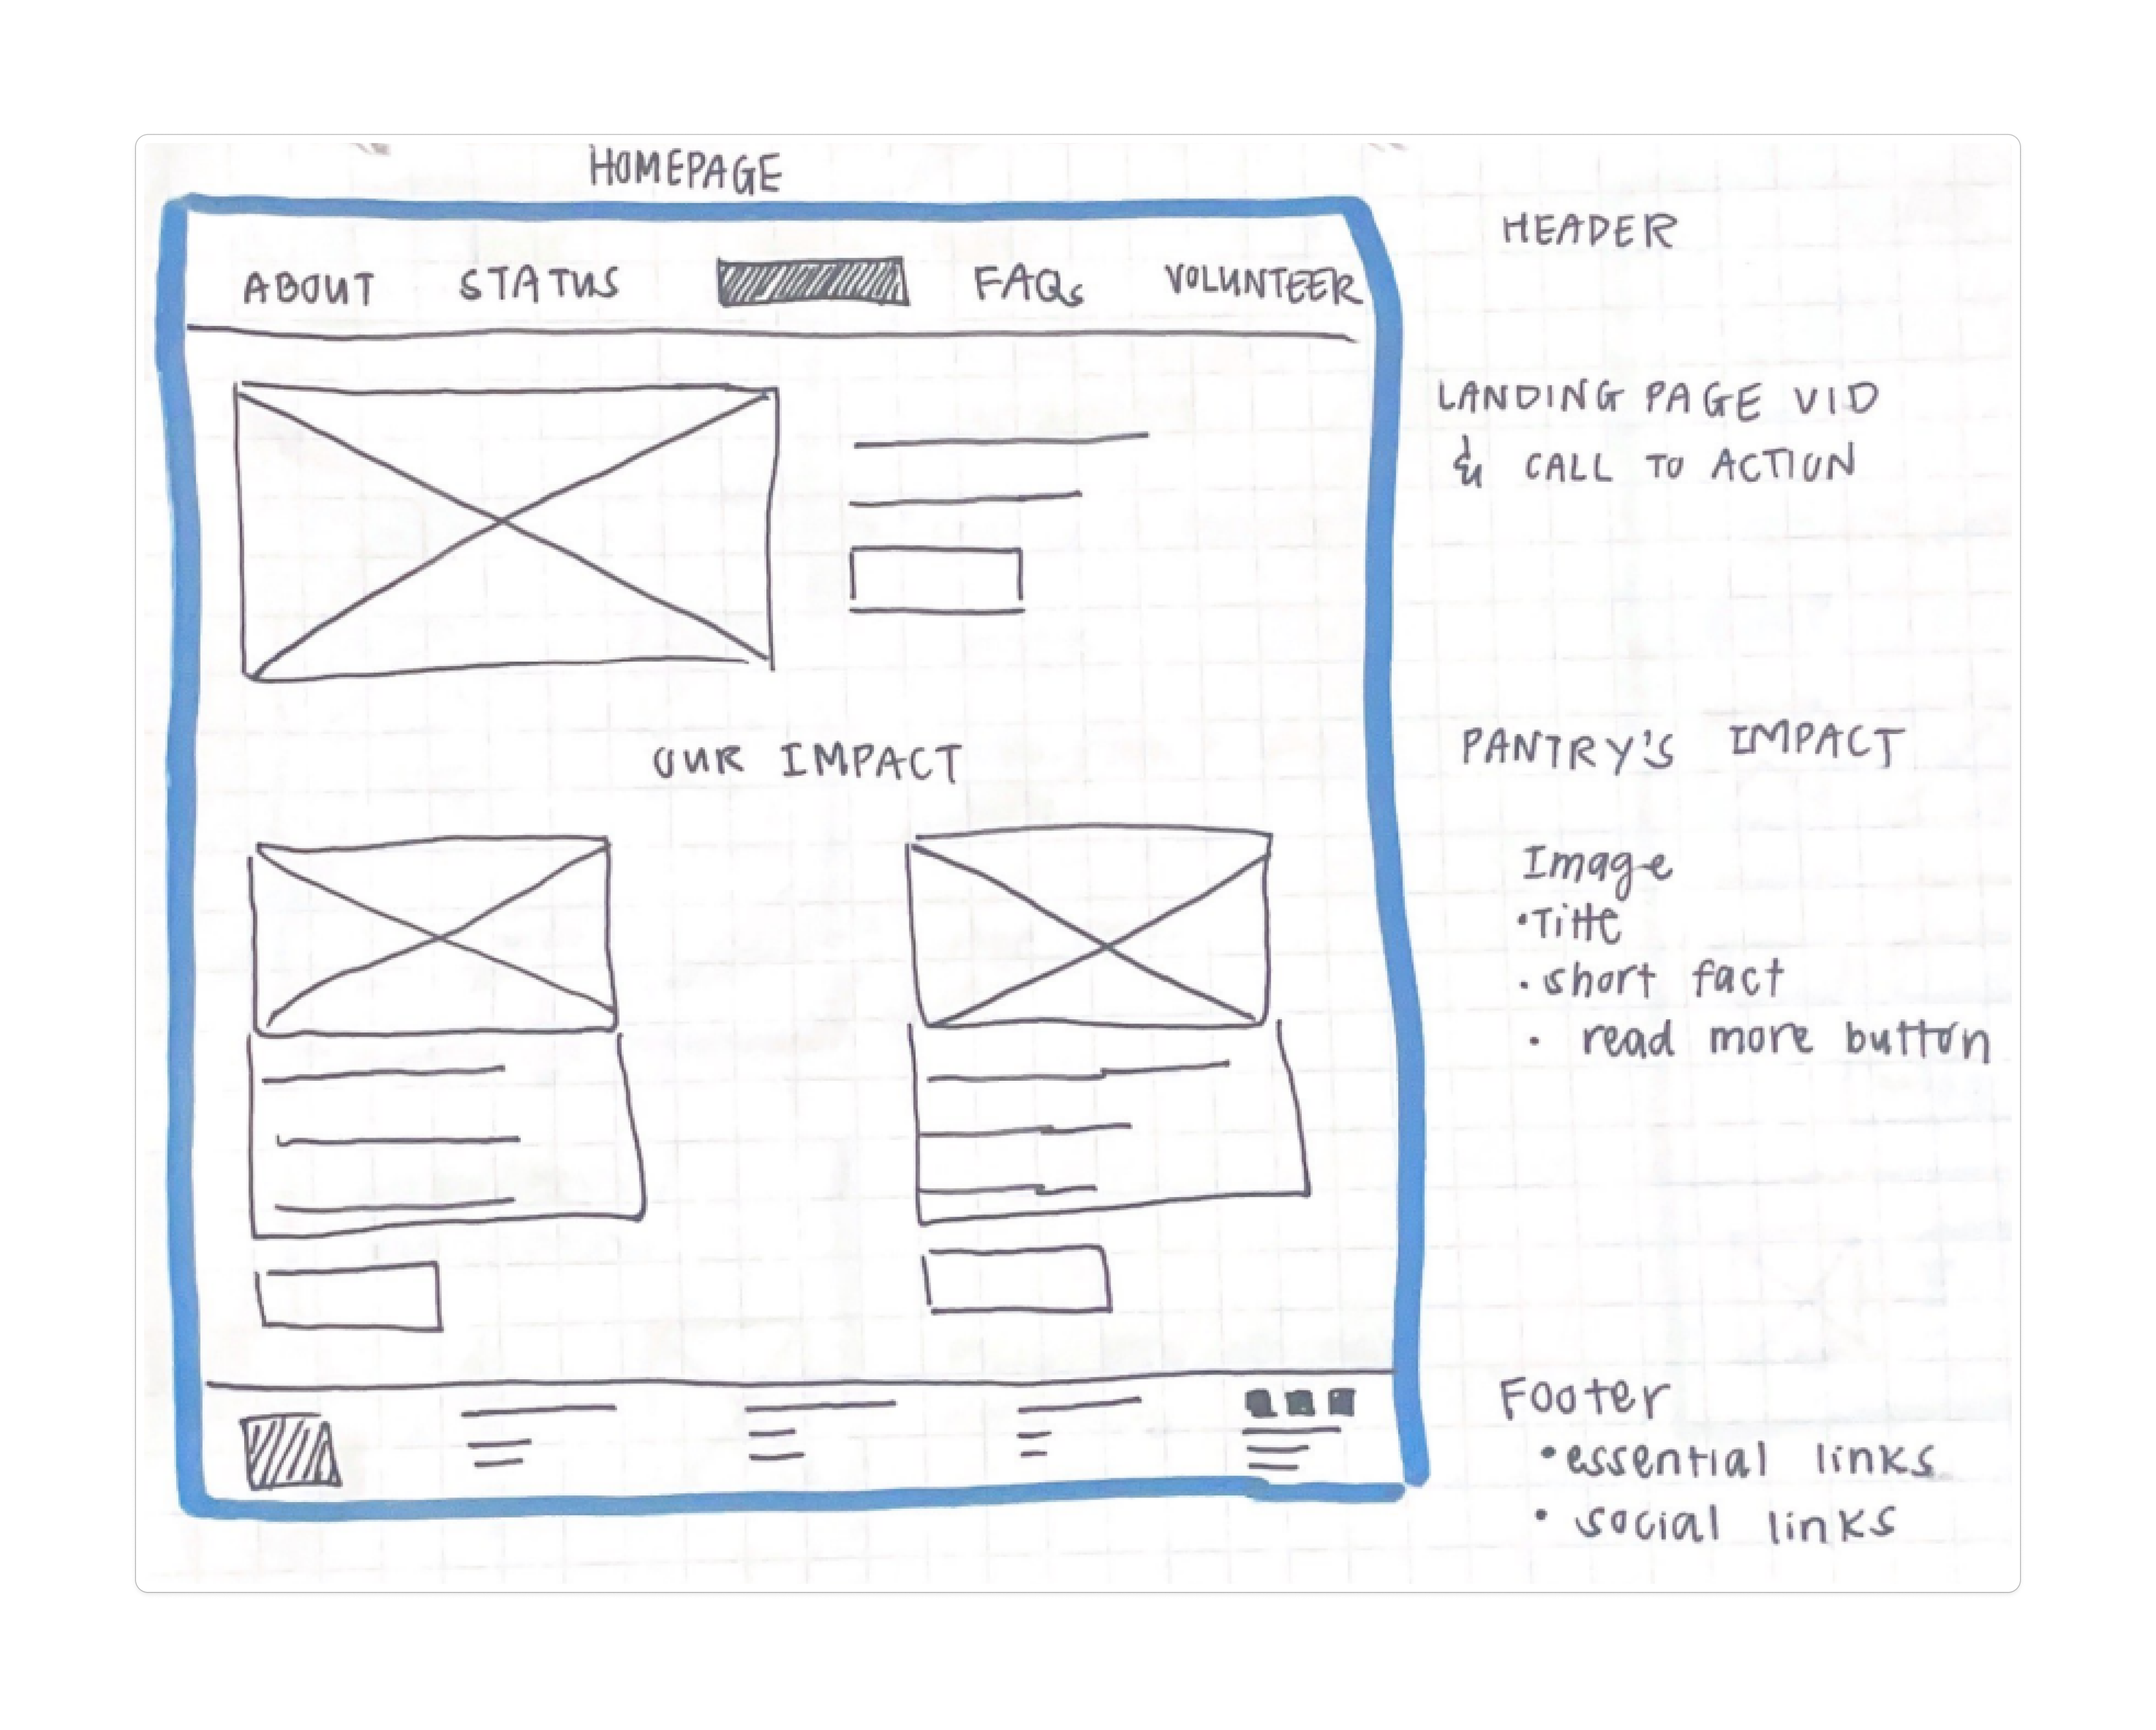 HOMEPAGE
ABOUT STATUS FAQs VOLUNTEER
OUR IMPACT
HEADER
LANDING PAGE VID
& CALL TO ACTION
PANTRY'S IMPACT
Image
•Title
• short fact
• read more button
Footer
• essential links
• social links